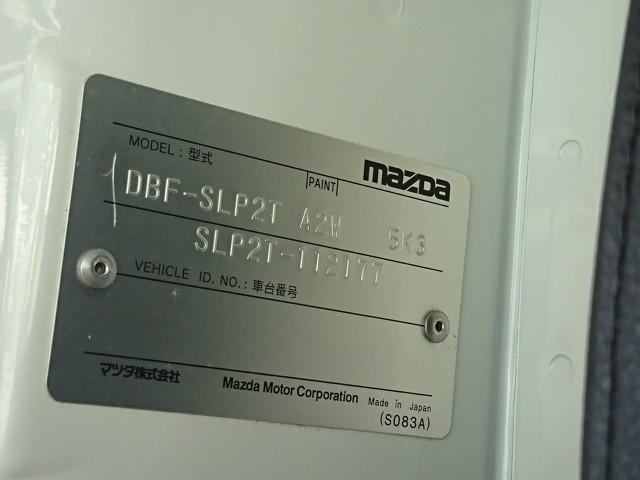 MODEL : 型式
PAINT
mazda
DBF-SLP2T A2W 5K3
SLP2T-112177
VEHICLE ID. NO. : 車台番号
マツダ株式会社 Mazda Motor Corporation Made in Japan
(S083A)